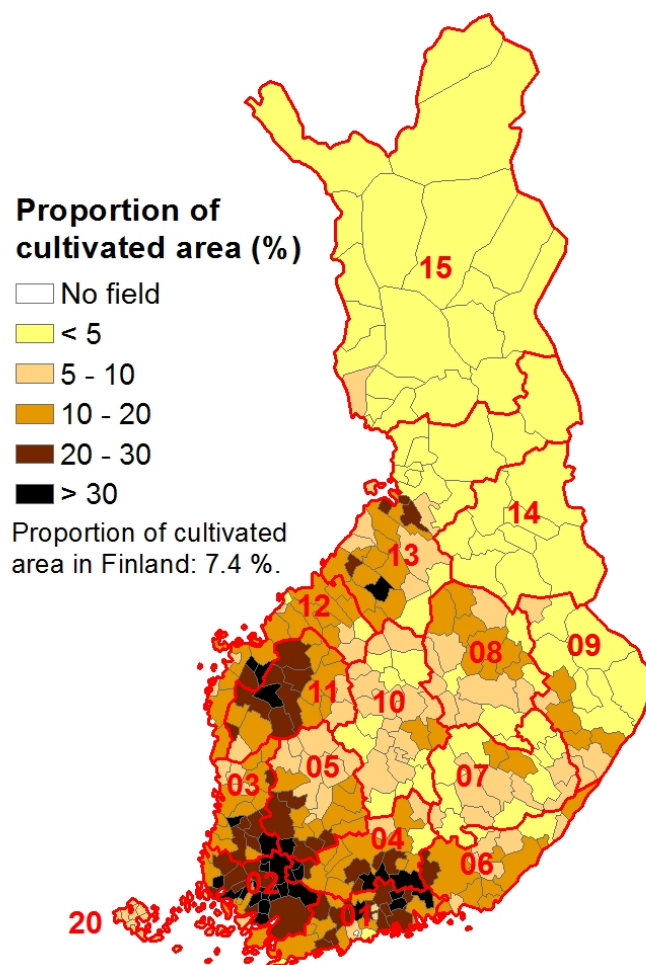 Proportion of
cultivated area (%)
No field
< 5
5 - 10
10 - 20
20 - 30
> 30
Proportion of cultivated
area in Finland: 7.4 %.
15
14
13
12
09
08
11
10
05
03
07
04
06
02
01
20